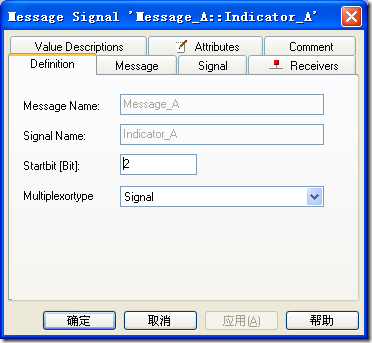 Message Signal 'Message_A::Indicator_A'
Value Descriptions Attributes Comment
Definition Message Signal Receivers
Message Name: Message_A
Signal Name: Indicator_A
Startbit [Bit]: 2
Multiplexortype Signal
确定 取消 应用(A) 帮助